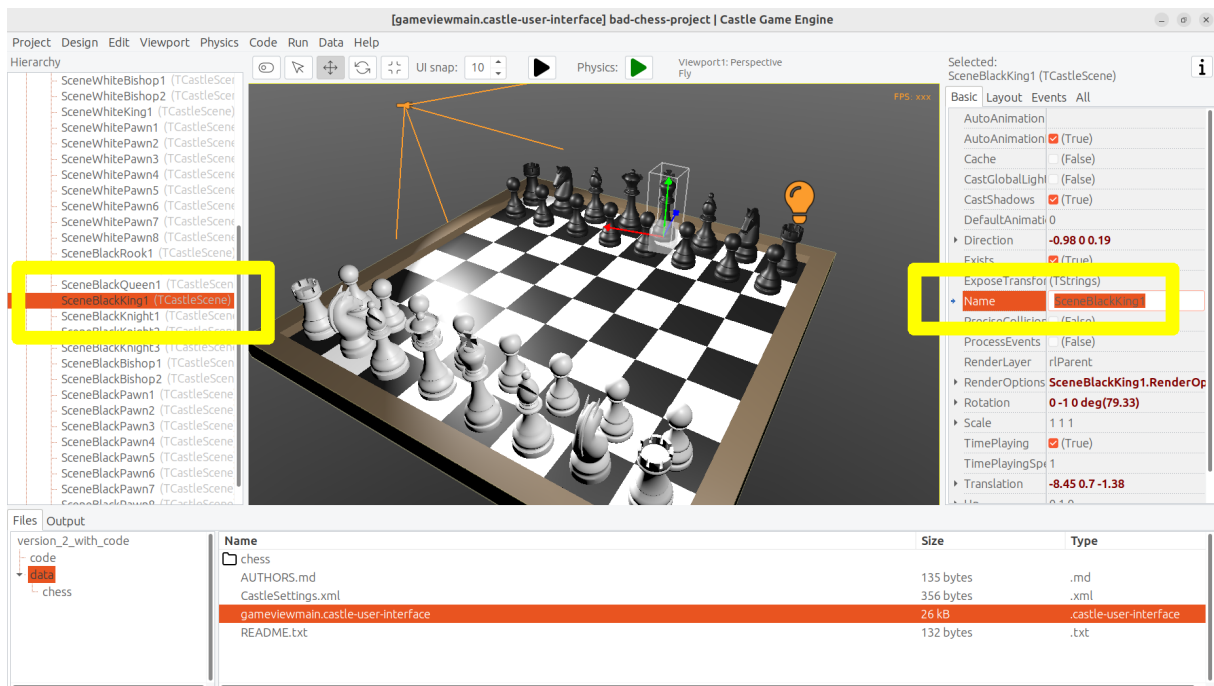 [gameviewmain.castle-user-interface] bad-chess-project | Castle Game Engine
Project Design Edit Viewport Physics Code Run Data Help
Hierarchy
SceneWhiteBishop1 (TCastleScen
SceneWhiteBishop2 (TCastleScen
SceneWhiteKing1 (TCastleScene)
SceneWhitePawn1 (TCastleScene
SceneWhitePawn2 (TCastleScene
SceneWhitePawn3 (TCastleScene
SceneWhitePawn4 (TCastleScene
SceneWhitePawn5 (TCastleScene
SceneWhitePawn6 (TCastleScene
SceneWhitePawn7 (TCastleScene
SceneWhitePawn8 (TCastleScene
SceneBlackRook1 (TCastleScene)
SceneBlackQueen1 (TCastleScen
SceneBlackKing1 (TCastleScene)
SceneBlackKnight1 (TCastleScen
SceneBlackKnight2 (TCastleScen
SceneBlackKnight3 (TCastleScen
SceneBlackBishop1 (TCastleScen
SceneBlackBishop2 (TCastleScen
SceneBlackPawn1 (TCastleScene
SceneBlackPawn2 (TCastleScene
SceneBlackPawn3 (TCastleScene
SceneBlackPawn4 (TCastleScene
SceneBlackPawn5 (TCastleScene
SceneBlackPawn6 (TCastleScene
SceneBlackPawn7 (TCastleScene
SceneBlackPawn8 (TCastleScene
UI snap: 10
Physics:
Viewport1: Perspective
Fly
FPS: xxx
Selected:
SceneBlackKing1 (TCastleScene)
i
Basic Layout Events All
AutoAnimation
AutoAnimation (True)
Cache (False)
CastGlobalLight (False)
CastShadows (True)
DefaultAnimati 0
Direction -0.98 0 0.19
Exists (True)
ExposeTransfor (TStrings)
Name SceneBlackKing1
PreciseCollision (False)
ProcessEvents (False)
RenderLayer rlParent
RenderOptions SceneBlackKing1.RenderOp
Rotation 0 -1 0 deg(79.33)
Scale 1 1 1
TimePlaying (True)
TimePlayingSpe 1
Translation -8.45 0.7 -1.38
Up 0 1 0
Files Output
version_2_with_code
code
data
chess
Name Size Type
chess
AUTHORS.md 135 bytes .md
CastleSettings.xml 356 bytes .xml
gameviewmain.castle-user-interface 26 kB .castle-user-interface
README.txt 132 bytes .txt